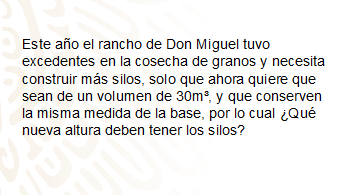 Este año el rancho de Don Miguel tuvo
excedentes en la cosecha de granos y necesita
construir más silos, solo que ahora quiere que
sean de un volumen de 30m³, y que conserven
la misma medida de la base, por lo cual ¿Qué
nueva altura deben tener los silos?